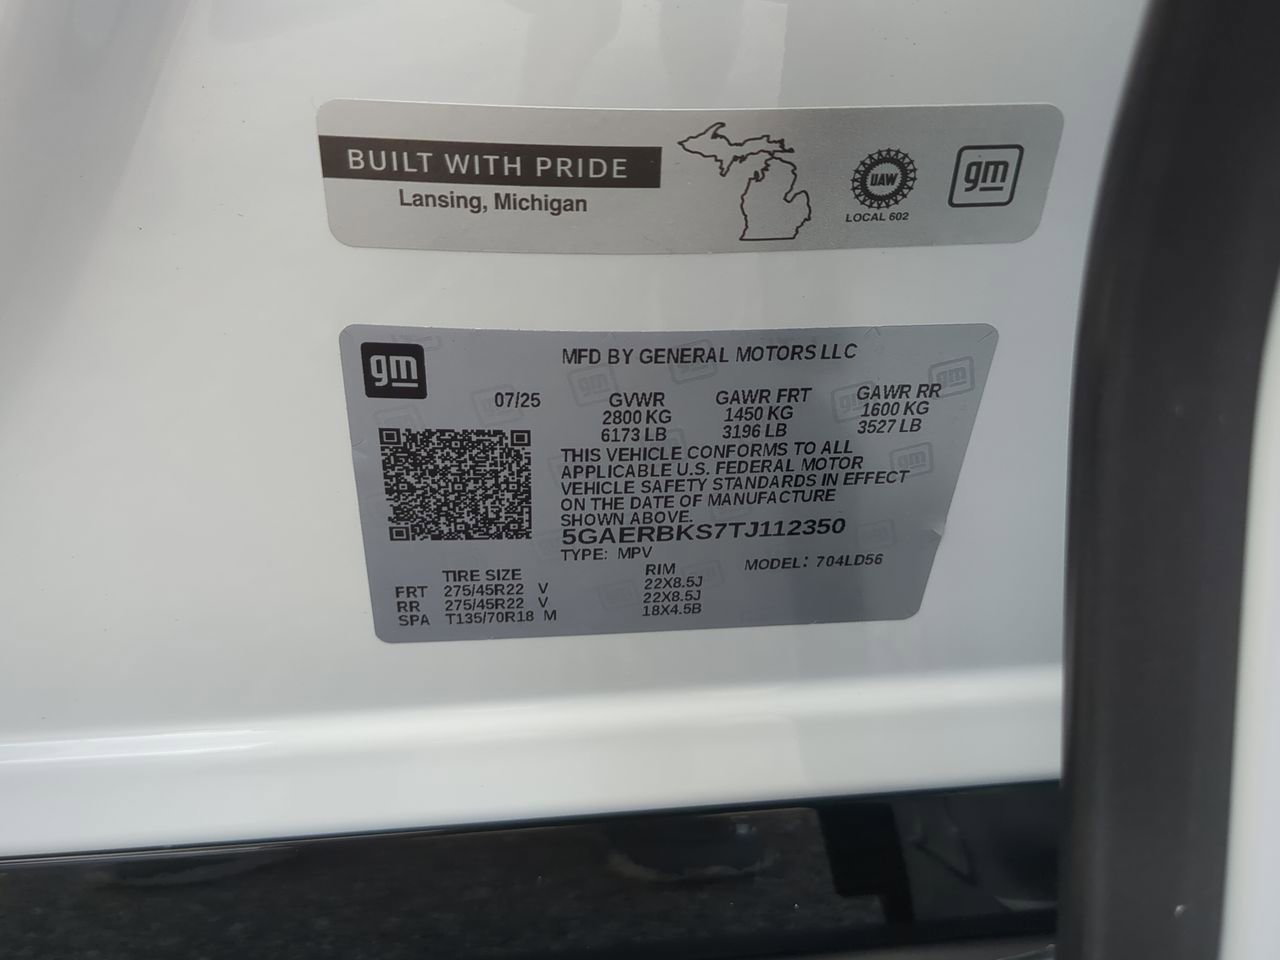 BUILT WITH PRIDE
Lansing, Michigan
UAW
LOCAL 602
gm
gm
MFD BY GENERAL MOTORS LLC
07/25 GVWR GAWR FRT GAWR RR
2800 KG 1450 KG 1600 KG
6173 LB 3196 LB 3527 LB
THIS VEHICLE CONFORMS TO ALL
APPLICABLE U.S. FEDERAL MOTOR
VEHICLE SAFETY STANDARDS IN EFFECT
ON THE DATE OF MANUFACTURE
SHOWN ABOVE.
5GAERBKS7TJ112350
TYPE: MPV MODEL: 704LD56
TIRE SIZE RIM
FRT 275/45R22 V 22X8.5J
RR 275/45R22 V 22X8.5J
SPA T135/70R18 M 18X4.5B